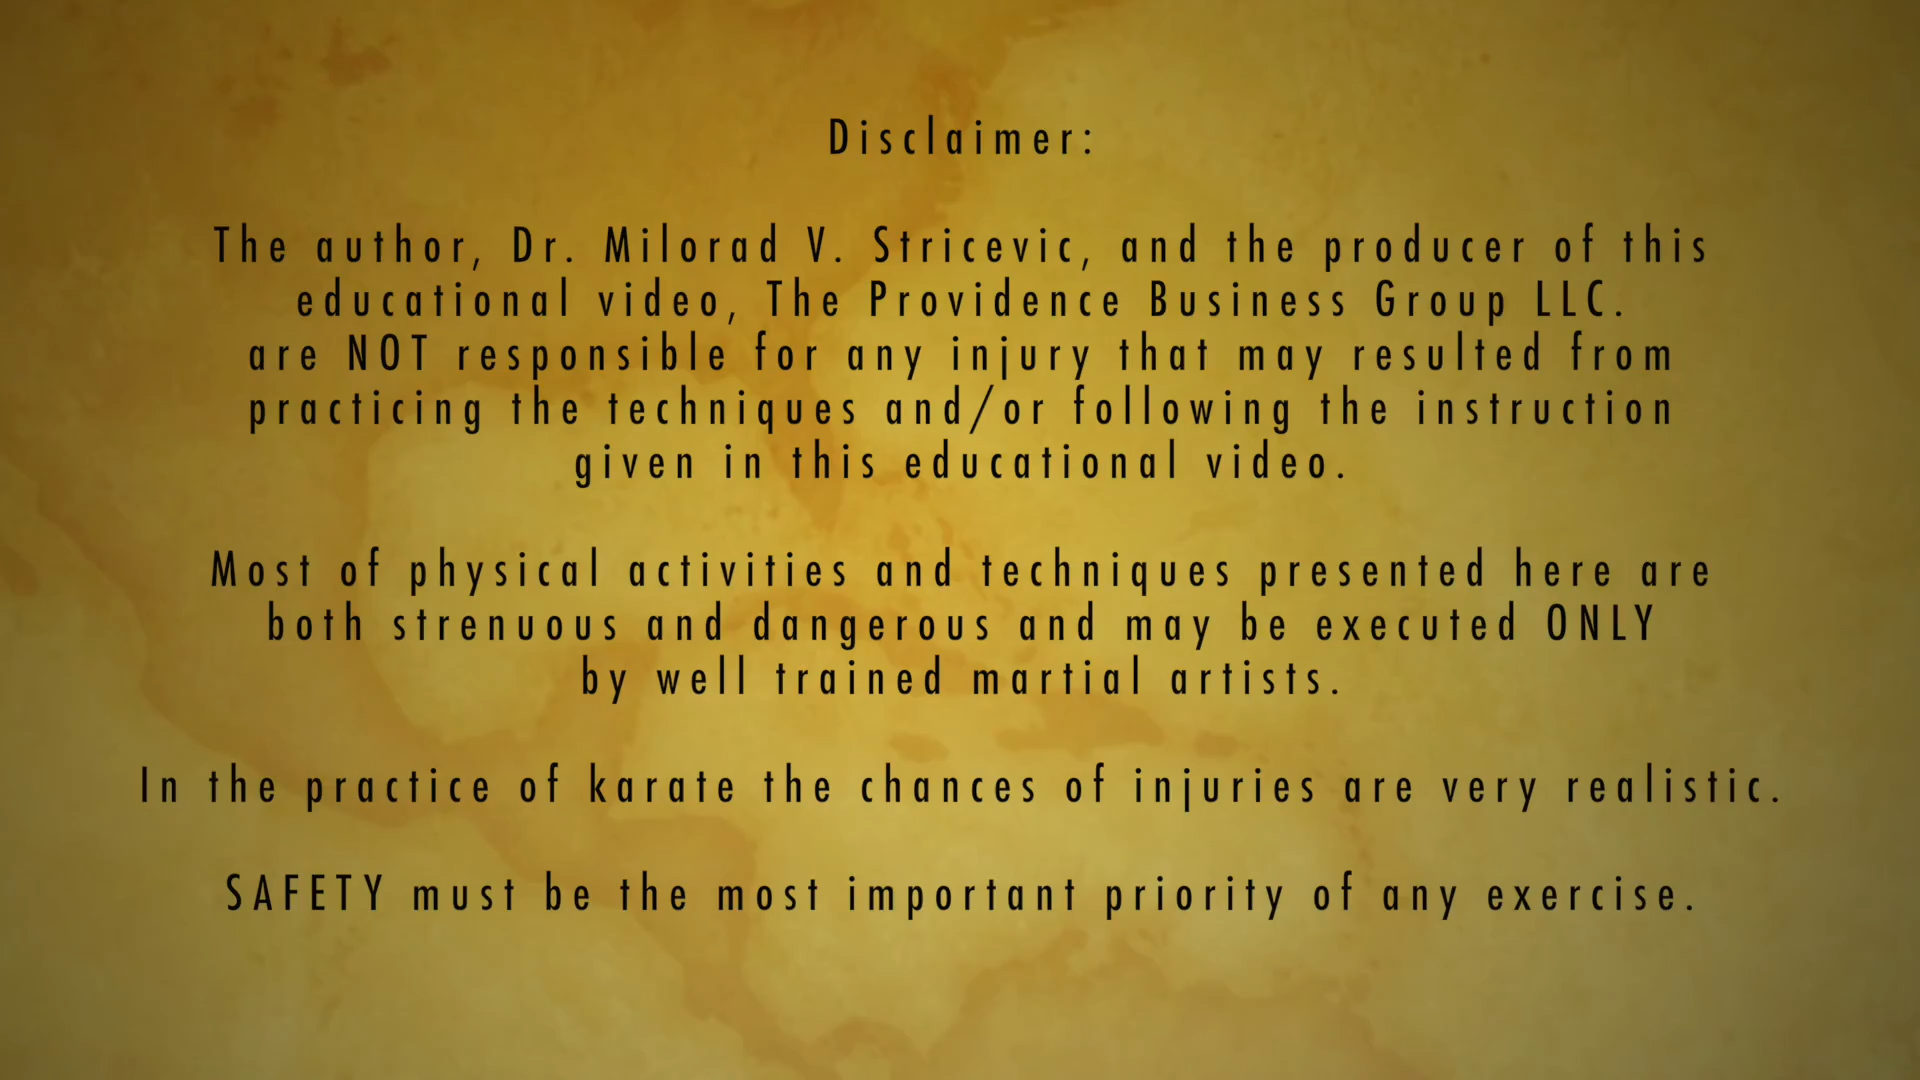 Disclaimer:
The author, Dr. Milorad V. Stricevic, and the producer of this
educational video, The Providence Business Group LLC.
are NOT responsible for any injury that may resulted from
practicing the techniques and/or following the instruction
given in this educational video.
Most of physical activities and techniques presented here are
both strenuous and dangerous and may be executed ONLY
by well trained martial artists.
In the practice of karate the chances of injuries are very realistic.
SAFETY must be the most important priority of any exercise.